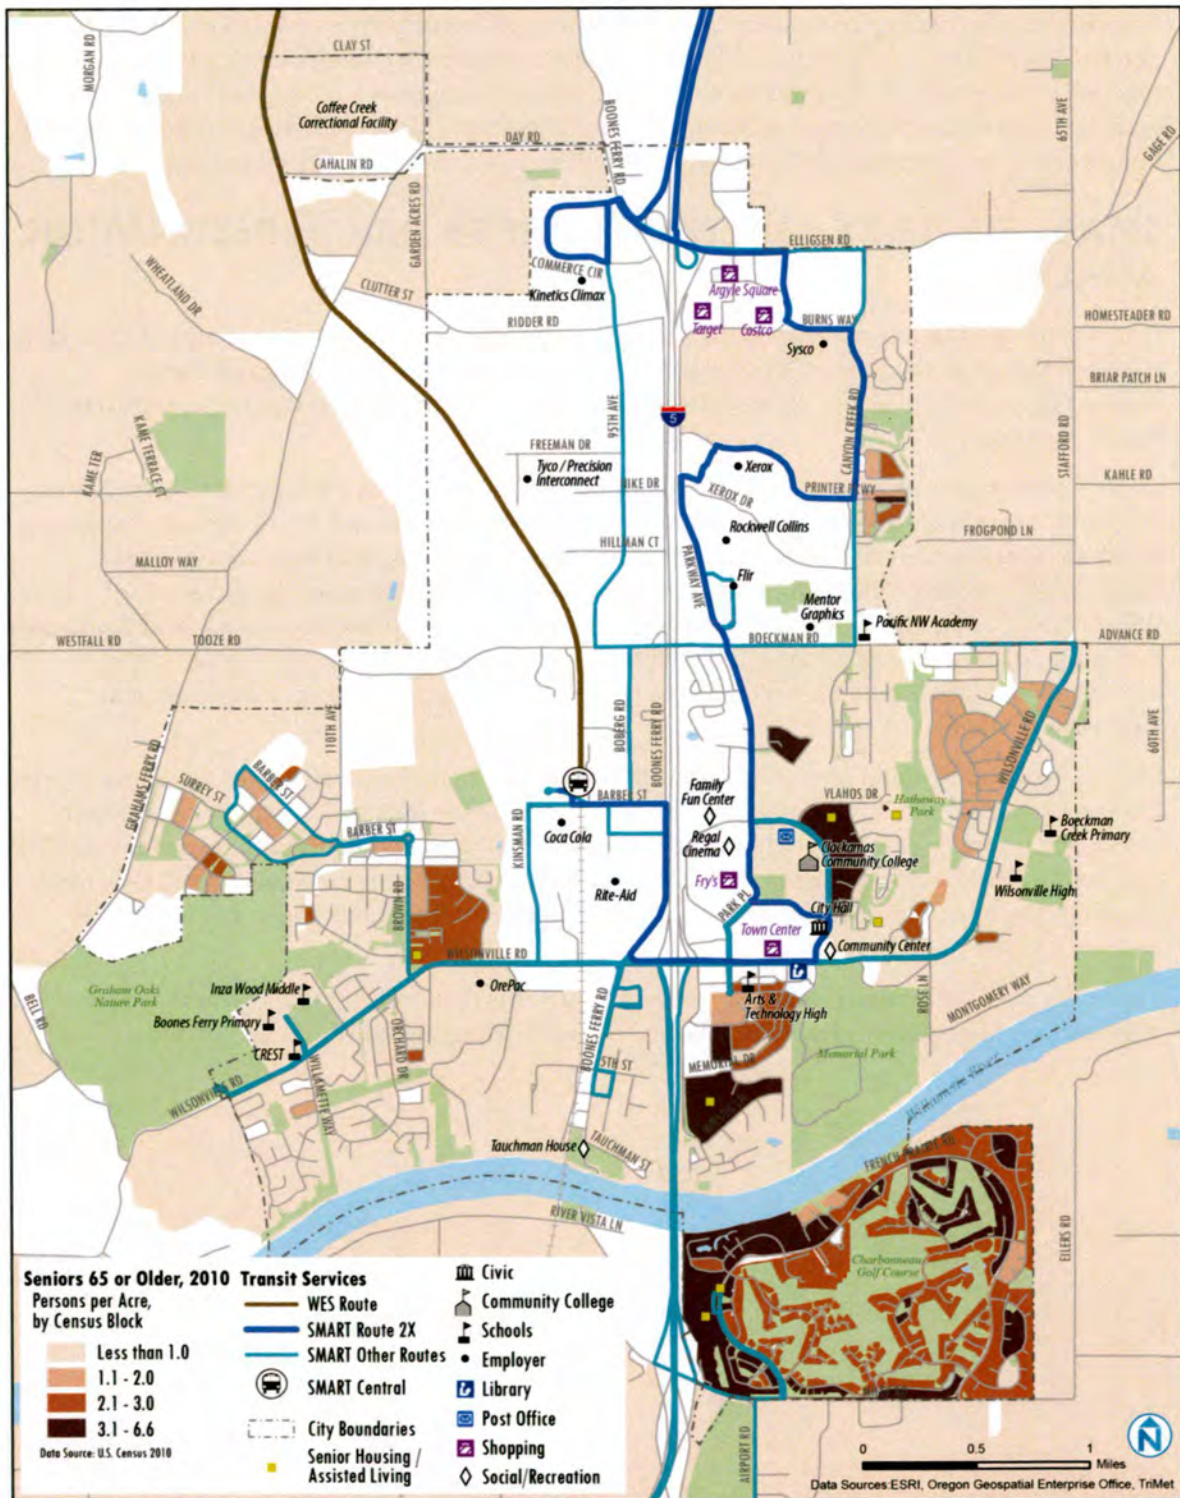 CLAY ST
MORGAN RD
Coffee Creek
Correctional Facility
BOONES FERRY RD
65TH AVE
GAGE RD
DAY RD
CAHALIN RD
GARDEN ACRES RD
ELLIGSEN RD
WHEATLAND DR
COMMERCE CIR
Kinetics Climax
CLUTTER ST
Argyle Square
RIDDER RD
Target
Costco
BURNS WAY
HOMESTEADER RD
Sysco
BRIAR PATCH LN
5
95TH AVE
CANYON CREEK RD
STAFFORD RD
KAME TER
KAME TERRACE CT
FREEMAN DR
Tyco / Precision
Interconnect
Xerox
KAHLE RD
NIKE DR
XEROX DR
PRINTER PKWY
Rockwell Collins
FROGPOND LN
HILLMAN CT
PARKWAY AVE
MALLOY WAY
Flir
Mentor
Graphics
Pacific NW Academy
WESTFALL RD
TOOZE RD
BOECKMAN RD
ADVANCE RD
110TH AVE
BOBERG RD
BOONES FERRY RD
60TH AVE
WILSONVILLE RD
GRAHAMS FERRY RD
SURREY ST
BARBER ST
BARBER ST
BARBER ST
Family
Fun Center
VLAHOS DR
Hathaway
Park
KINSMAN RD
Coca Cola
Regal
Cinema
Clackamas
Community College
Boeckman
Creek Primary
Wilsonville High
Rite-Aid
Fry's
PARK PL
City Hall
BROWN RD
Town Center
Community Center
WILSONVILLE RD
Graham Oaks
Nature Park
Inza Wood Middle
OrePac
BELL RD
Boones Ferry Primary
Arts &
Technology High
ROSE LN
MONTGOMERY WAY
CREST
ORCHARD DR
BOONES FERRY RD
5TH ST
MEMORIAL DR
Memorial Park
WILSONVILLE RD
WILLAMETTE WAY
Tauchman House
TAUCHMAN ST
FRENCH PRAIRIE RD
RIVER VISTA LN
EILERS RD
Charbonneau
Golf Course
AIRPORT RD
Seniors 65 or Older, 2010
Persons per Acre,
by Census Block
Less than 1.0
1.1 - 2.0
2.1 - 3.0
3.1 - 6.6
Data Source: U.S. Census 2010
Transit Services
WES Route
SMART Route 2X
SMART Other Routes
SMART Central
City Boundaries
Senior Housing /
Assisted Living
Civic
Community College
Schools
Employer
Library
Post Office
Shopping
Social/Recreation
N
0 0.5 1
Miles
Data Sources:ESRI, Oregon Geospatial Enterprise Office, TriMet